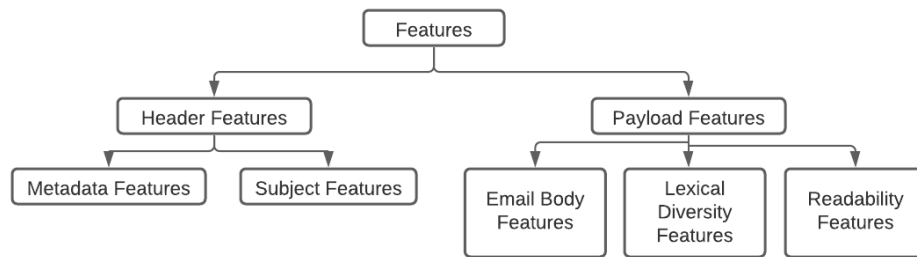 Features
Header Features
Payload Features
Metadata Features
Subject Features
Email Body
Features
Lexical
Diversity
Features
Readability
Features